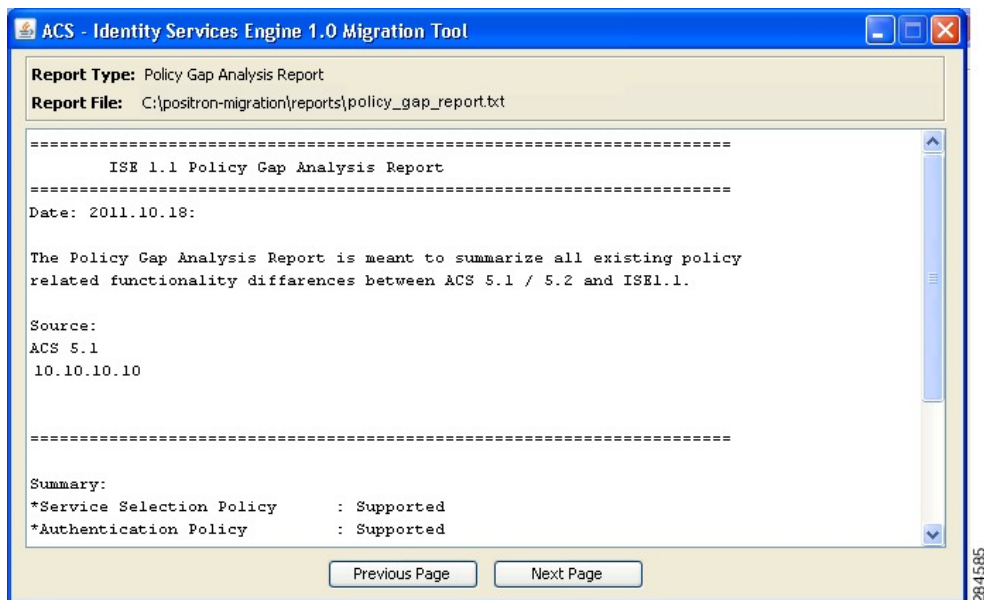 ACS - Identity Services Engine 1.0 Migration Tool
Report Type: Policy Gap Analysis Report
Report File: C:\positron-migration\reports\policy_gap_report.txt
=======================================================================
ISE 1.1 Policy Gap Analysis Report
=======================================================================
Date: 2011.10.18:
The Policy Gap Analysis Report is meant to summarize all existing policy
related functionality differances between ACS 5.1 / 5.2 and ISE1.1.
Source:
ACS 5.1
10.10.10.10
=======================================================================
Summary:
*Service Selection Policy : Supported
*Authentication Policy : Supported
Previous Page Next Page
284585